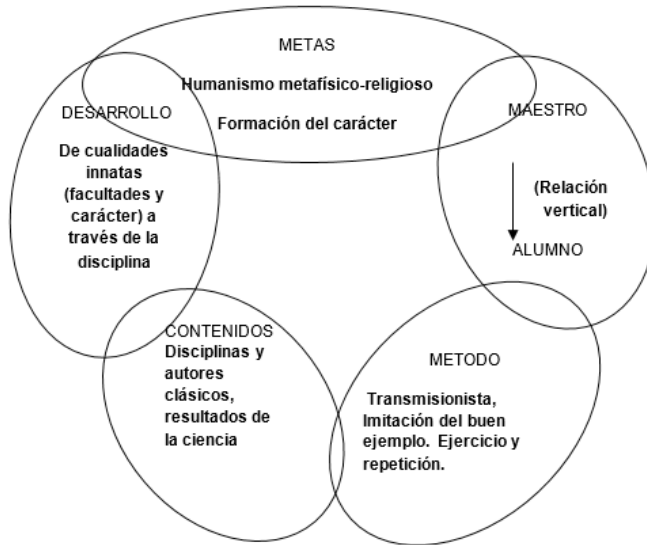 METAS
Humanismo metafísico-religioso
Formación del carácter
DESARROLLO
De cualidades
innatas
(facultades y
carácter) a
través de la
disciplina
MAESTRO
(Relación
vertical)
ALUMNO
CONTENIDOS
Disciplinas y
autores
clásicos,
resultados de
la ciencia
METODO
Transmisionista,
Imitación del buen
ejemplo. Ejercicio y
repetición.